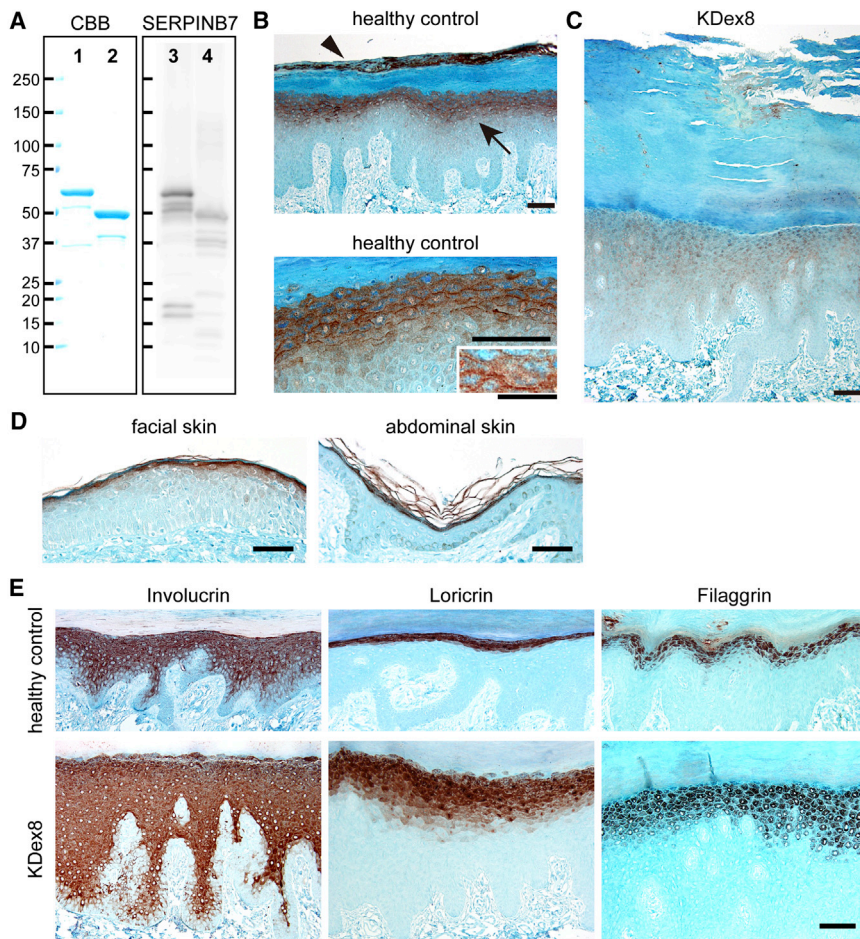 A
CBB
SERPINB7
1 2
3 4
250
150
100
75
50
37
25
20
15
10
B
healthy control
healthy control
C
KDex8
D
facial skin
abdominal skin
E
Involucrin
Loricrin
Filaggrin
healthy control
KDex8